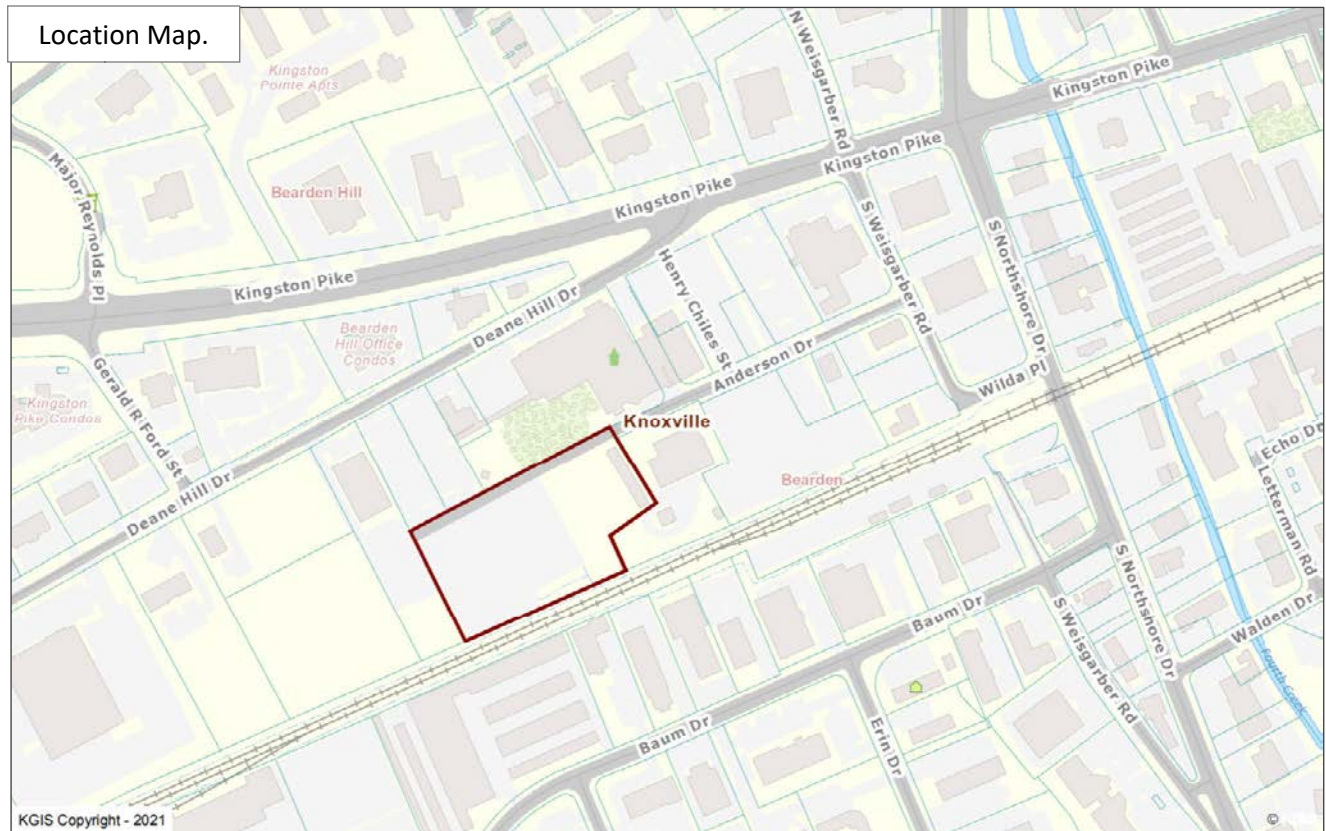 Location Map.
Kingston
Pointe Apts
N Weisgarber Rd
Kingston Pike
Major Reynolds Pl
Bearden Hill
Kingston Pike
Kingston Pike
S Weisgarber Rd
S Northshore Dr
Kingston Pike
Henry Chiles St
Bearden
Hill Office
Condos
Deane Hill Dr
Gerald R Ford St
Kingston
Pike Condos
Anderson Dr
Wilda Pl
Knoxville
Bearden
Echo Dr
Letterman Rd
Deane Hill Dr
S Northshore Dr
Baum Dr
S Weisgarber Rd
Walden Dr
Fourth Creek
Baum Dr
Erin Dr
KGIS Copyright - 2021
©